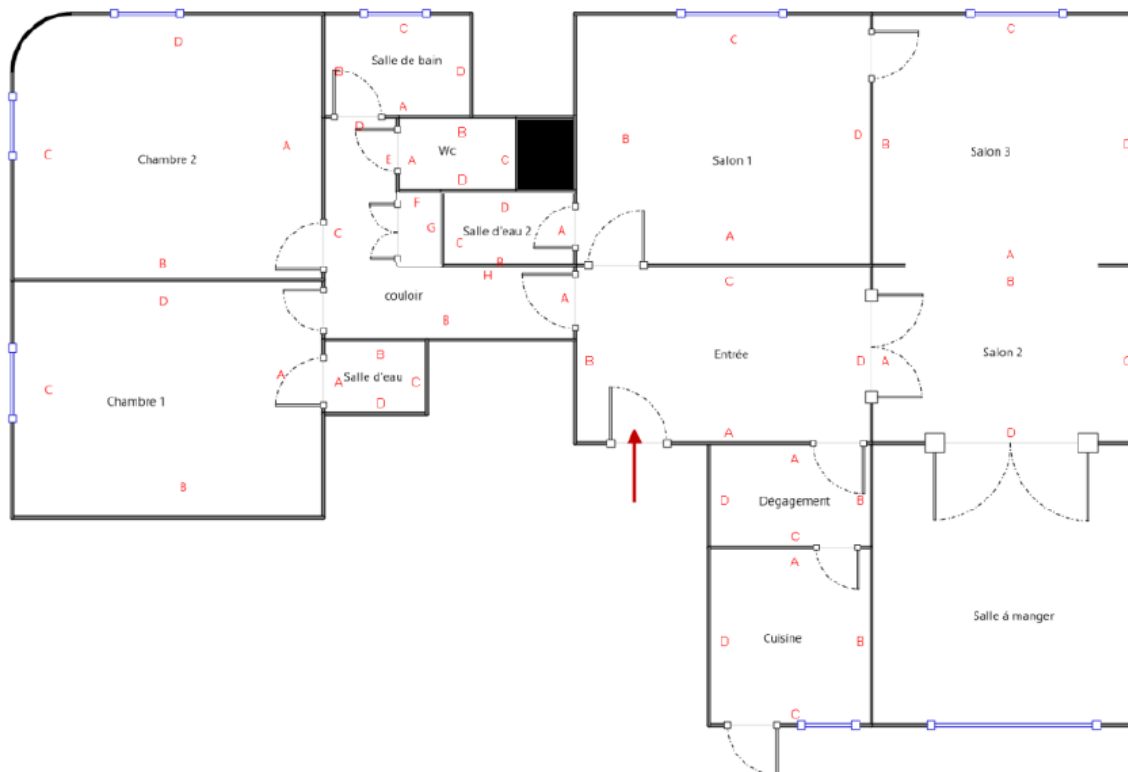 D
C
C
C
Salle de bain
B
D
A
D
B
B
D
B
D
C
A
Chambre 2
E
A
Wc
C
Salon 1
Salon 3
D
F
D
C
G
C
Salle d'eau 2
A
A
A
B
B
H
C
B
D
couloir
A
B
Entrée
Salon 2
B
B
D
A
C
C
A
A
Salle d'eau
C
Chambre 1
D
A
D
B
A
D
Dégagement
B
C
A
Salle á manger
D
Cuisine
B
C